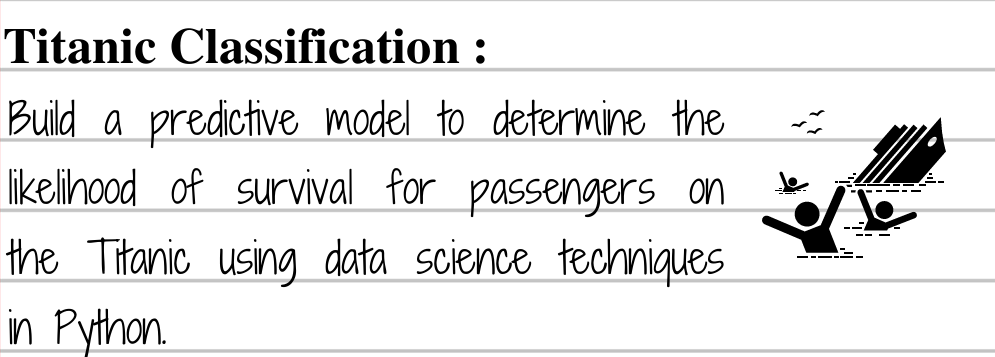 Titanic Classification :
Build a predictive model to determine the
likelihood of survival for passengers on
the Titanic using data science techniques
in Python.